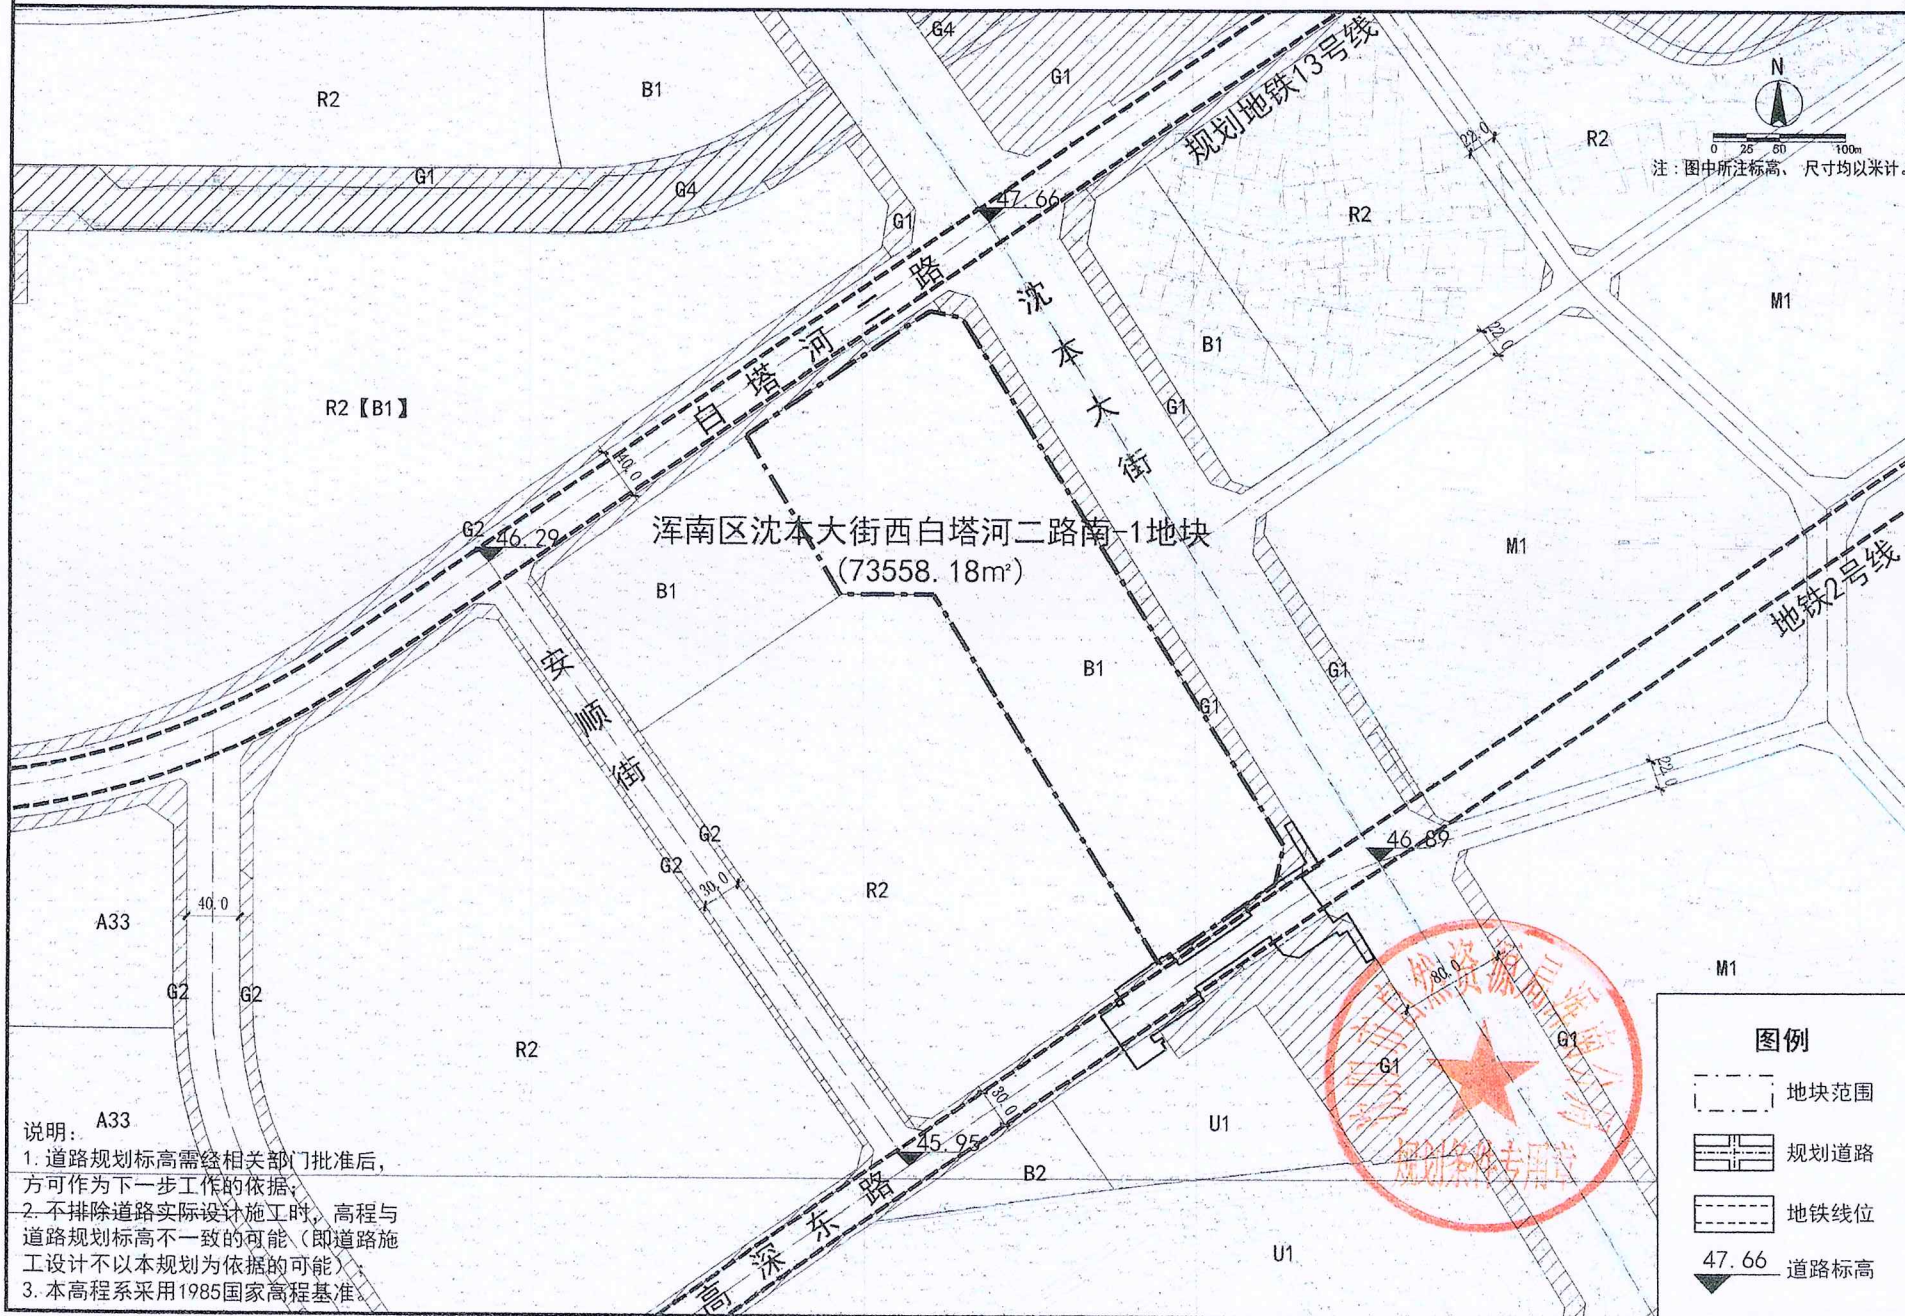 G4
G1
规划地铁13号线
R2
B1
N
0 25 50 100m
注：图中所注标高、尺寸均以米计。
22.0
R2
G1
G4
G1
47.66
R2
M1
白塔河二路
沈本大街
22.0
B1
R2【B1】
G1
40.0
G2
46.29
浑南区沈本大街西白塔河二路南-1地块
(73558.18㎡)
M1
B1
地铁2号线
安顺街
B1
G1
G1
22.0
G2
G2
30.0
R2
46.89
A33
40.0
G2
G2
M1
80.0
R2
G1
G1
30.0
U1
45.95
B2
A33
U1
高深东路
规划条件专用章
说明：
1. 道路规划标高需经相关部门批准后，
方可作为下一步工作的依据；
2. 不排除道路实际设计施工时，高程与
道路规划标高不一致的可能（即道路施
工设计不以本规划为依据的可能）；
3. 本高程系采用1985国家高程基准。
图例
地块范围
规划道路
地铁线位
47.66 道路标高